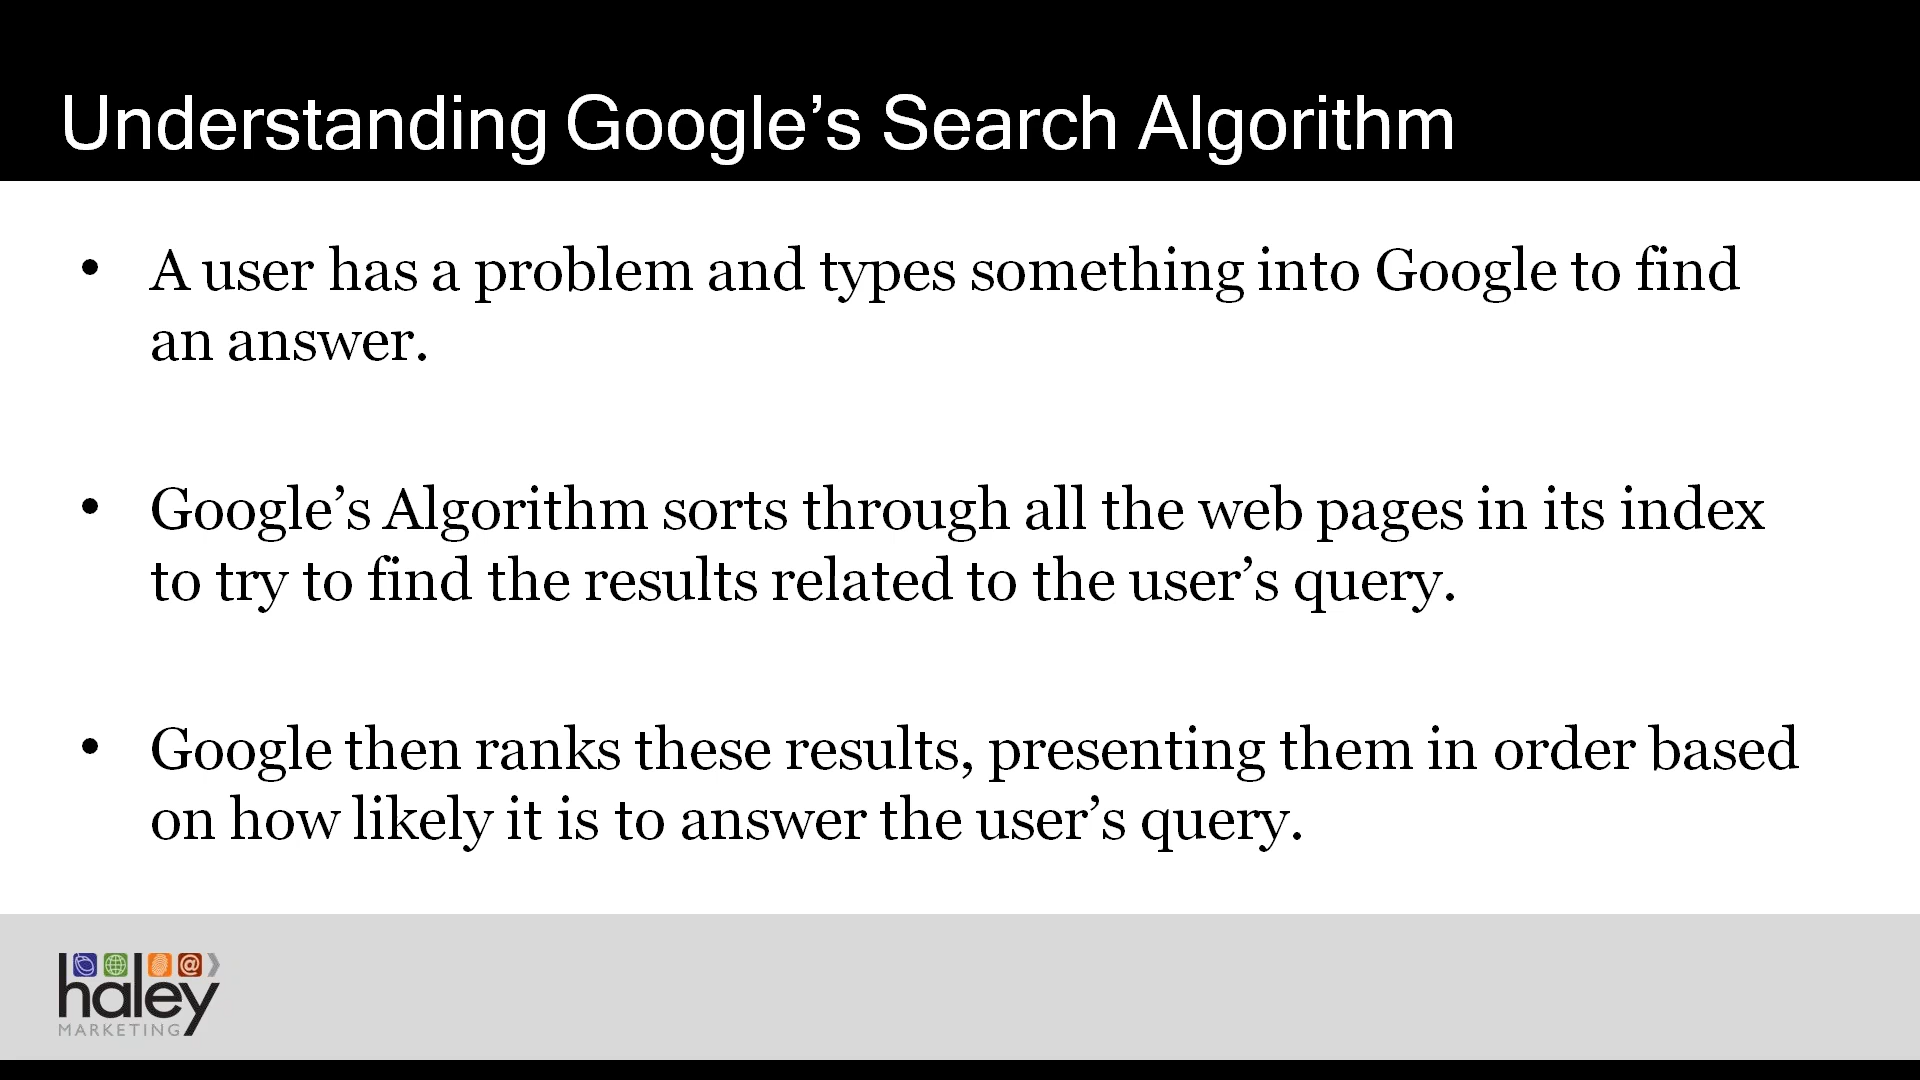 Understanding Google’s Search Algorithm
• A user has a problem and types something into Google to find
an answer.
• Google’s Algorithm sorts through all the web pages in its index
to try to find the results related to the user’s query.
• Google then ranks these results, presenting them in order based
on how likely it is to answer the user’s query.
haley
MARKETING